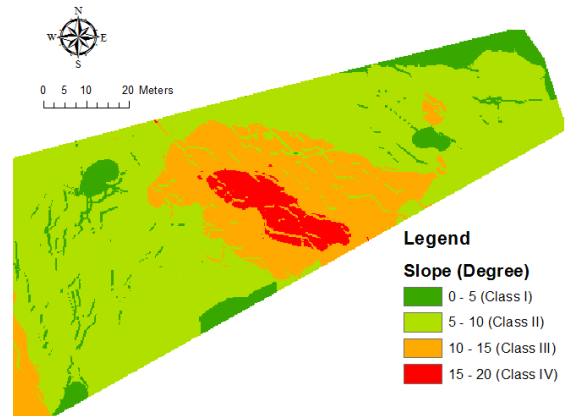 N
W E
S
0 5 10 20 Meters
Legend
Slope (Degree)
0 - 5 (Class I)
5 - 10 (Class II)
10 - 15 (Class III)
15 - 20 (Class IV)